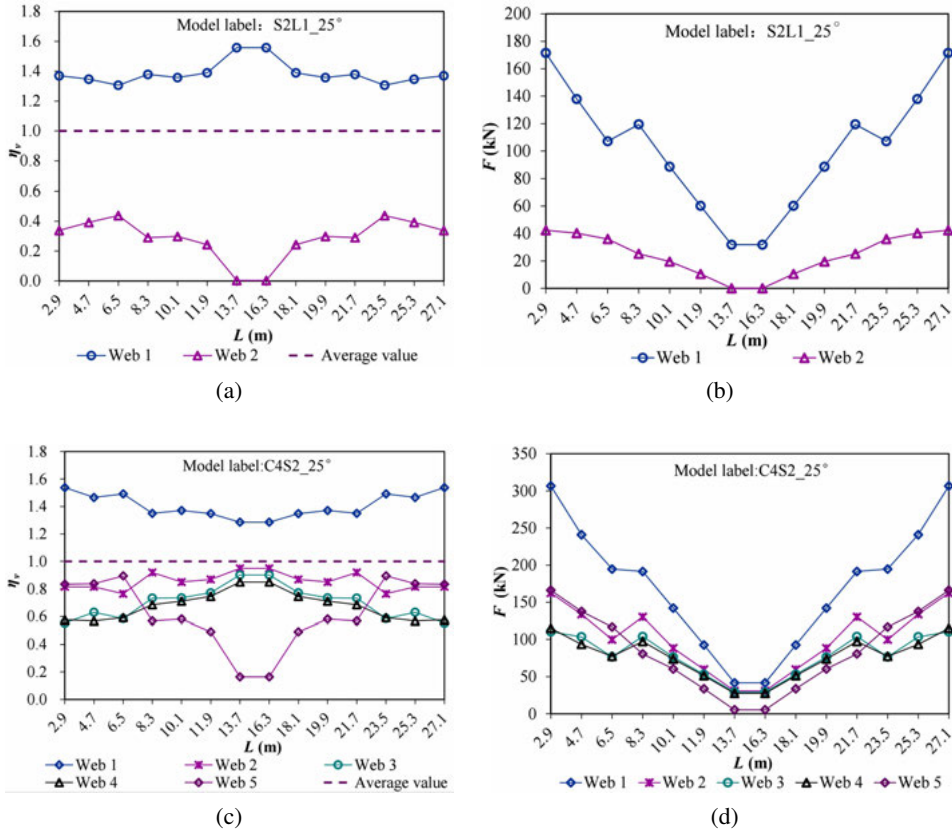 Model label: S2L1_25°
1.8
1.6
1.4
1.2
1.0
0.8
0.6
0.4
0.2
0.0
ηv
2.9 4.7 6.5 8.3 10.1 11.9 13.7 16.3 18.1 19.9 21.7 23.5 25.3 27.1
L (m)
Web 1 Web 2 Average value
(a)
Model label: S2L1_25°
200
180
160
140
120
100
80
60
40
20
0
F (kN)
2.9 4.7 6.5 8.3 10.1 11.9 13.7 16.3 18.1 19.9 21.7 23.5 25.3 27.1
L (m)
Web 1 Web 2
(b)
Model label:C4S2_25°
1.8
1.6
1.4
1.2
1.0
0.8
0.6
0.4
0.2
0.0
ηv
2.9 4.7 6.5 8.3 10.1 11.9 13.7 16.3 18.1 19.9 21.7 23.5 25.3 27.1
L (m)
Web 1 Web 2 Web 3
Web 4 Web 5
Average value
(c)
Model label:C4S2_25°
350
300
250
200
150
100
50
0
F (kN)
2.9 4.7 6.5 8.3 10.1 11.9 13.7 16.3 18.1 19.9 21.7 23.5 25.3 27.1
L (m)
Web 1 Web 2 Web 3 Web 4 Web 5
(d)